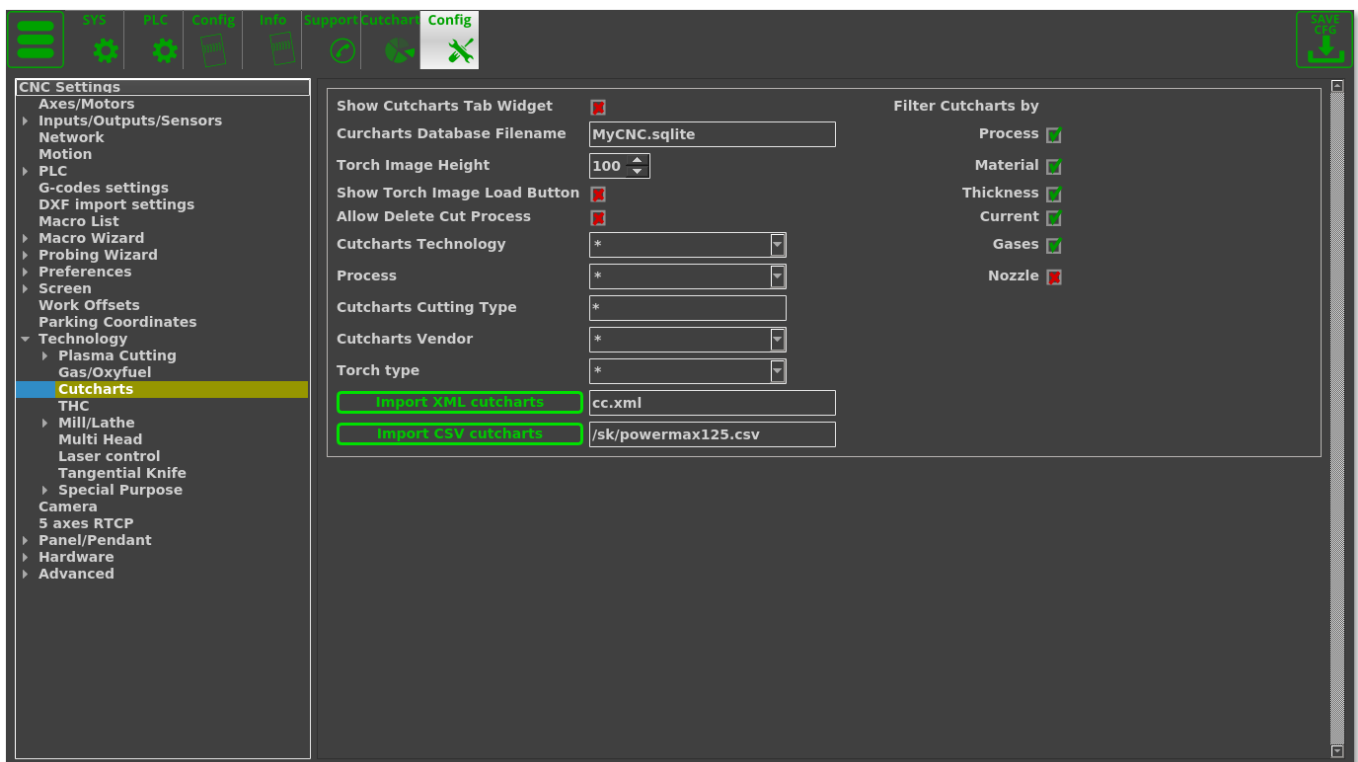 SYS PLC Config Info Support Cutchart Config SAVE
CFG
CNC Settings
Axes/Motors
Inputs/Outputs/Sensors
Network
Motion
PLC
G-codes settings
DXF import settings
Macro List
Macro Wizard
Probing Wizard
Preferences
Screen
Work Offsets
Parking Coordinates
Technology
Plasma Cutting
Gas/Oxyfuel
Cutcharts
THC
Mill/Lathe
Multi Head
Laser control
Tangential Knife
Special Purpose
Camera
5 axes RTCP
Panel/Pendant
Hardware
Advanced
Show Cutcharts Tab Widget
Curcharts Database Filename MyCNC.sqlite
Torch Image Height 100
Show Torch Image Load Button
Allow Delete Cut Process
Cutcharts Technology *
Process *
Cutcharts Cutting Type *
Cutcharts Vendor *
Torch type *
Import XML cutcharts cc.xml
Import CSV cutcharts /sk/powermax125.csv
Filter Cutcharts by
Process
Material
Thickness
Current
Gases
Nozzle